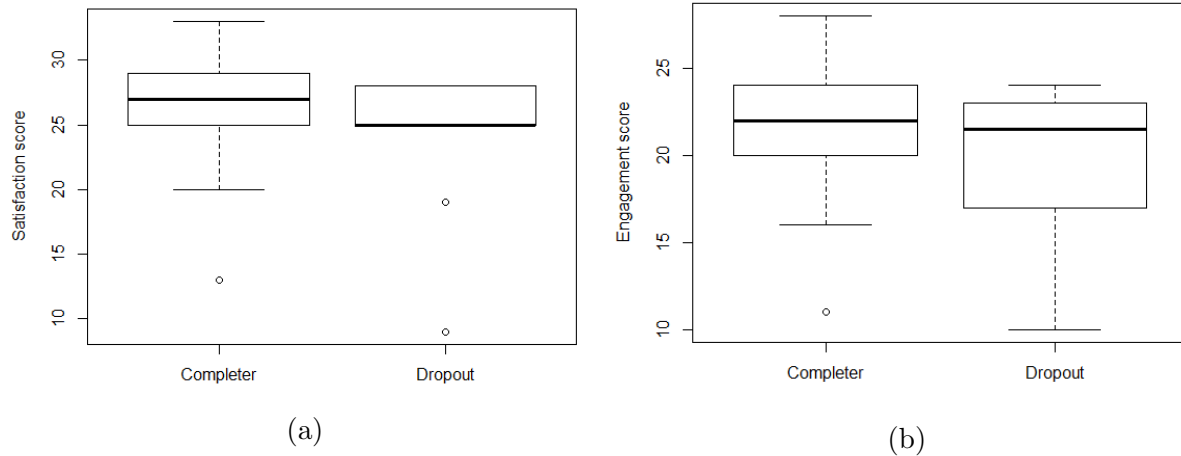 Satisfaction score
30
25
20
15
10
Completer
Dropout
(a)
Engagement score
25
20
15
10
Completer
Dropout
(b)